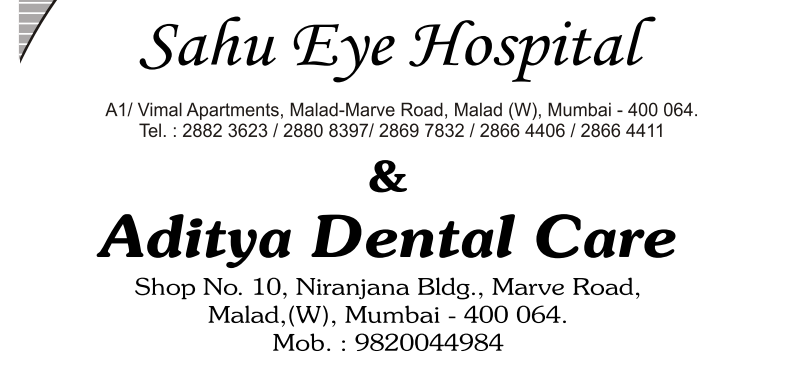 Sahu Eye Hospital
A1/ Vimal Apartments, Malad-Marve Road, Malad (W), Mumbai - 400 064.
Tel. : 2882 3623 / 2880 8397/ 2869 7832 / 2866 4406 / 2866 4411
&
Aditya Dental Care
Shop No. 10, Niranjana Bldg., Marve Road,
Malad,(W), Mumbai - 400 064.
Mob. : 9820044984